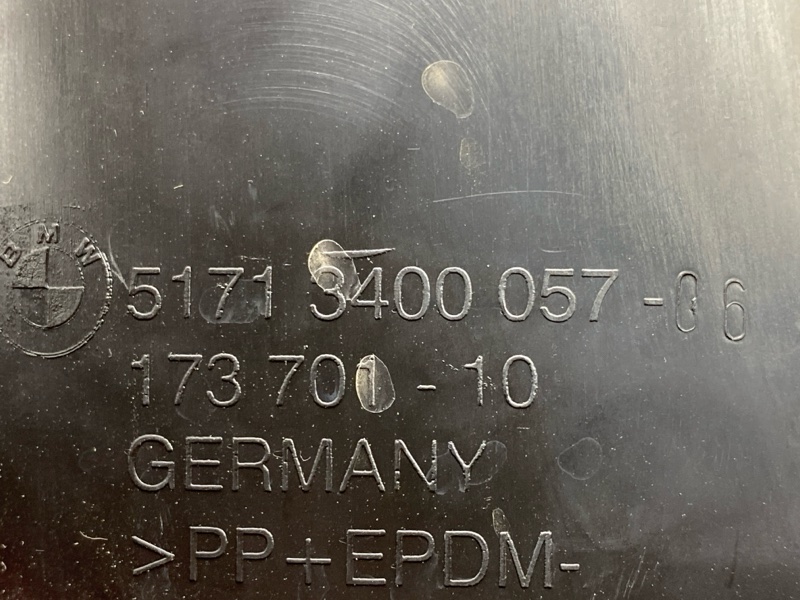 BMW
5171 3400 057 -06
173 701 - 10
GERMANY
>PP+EPDM-